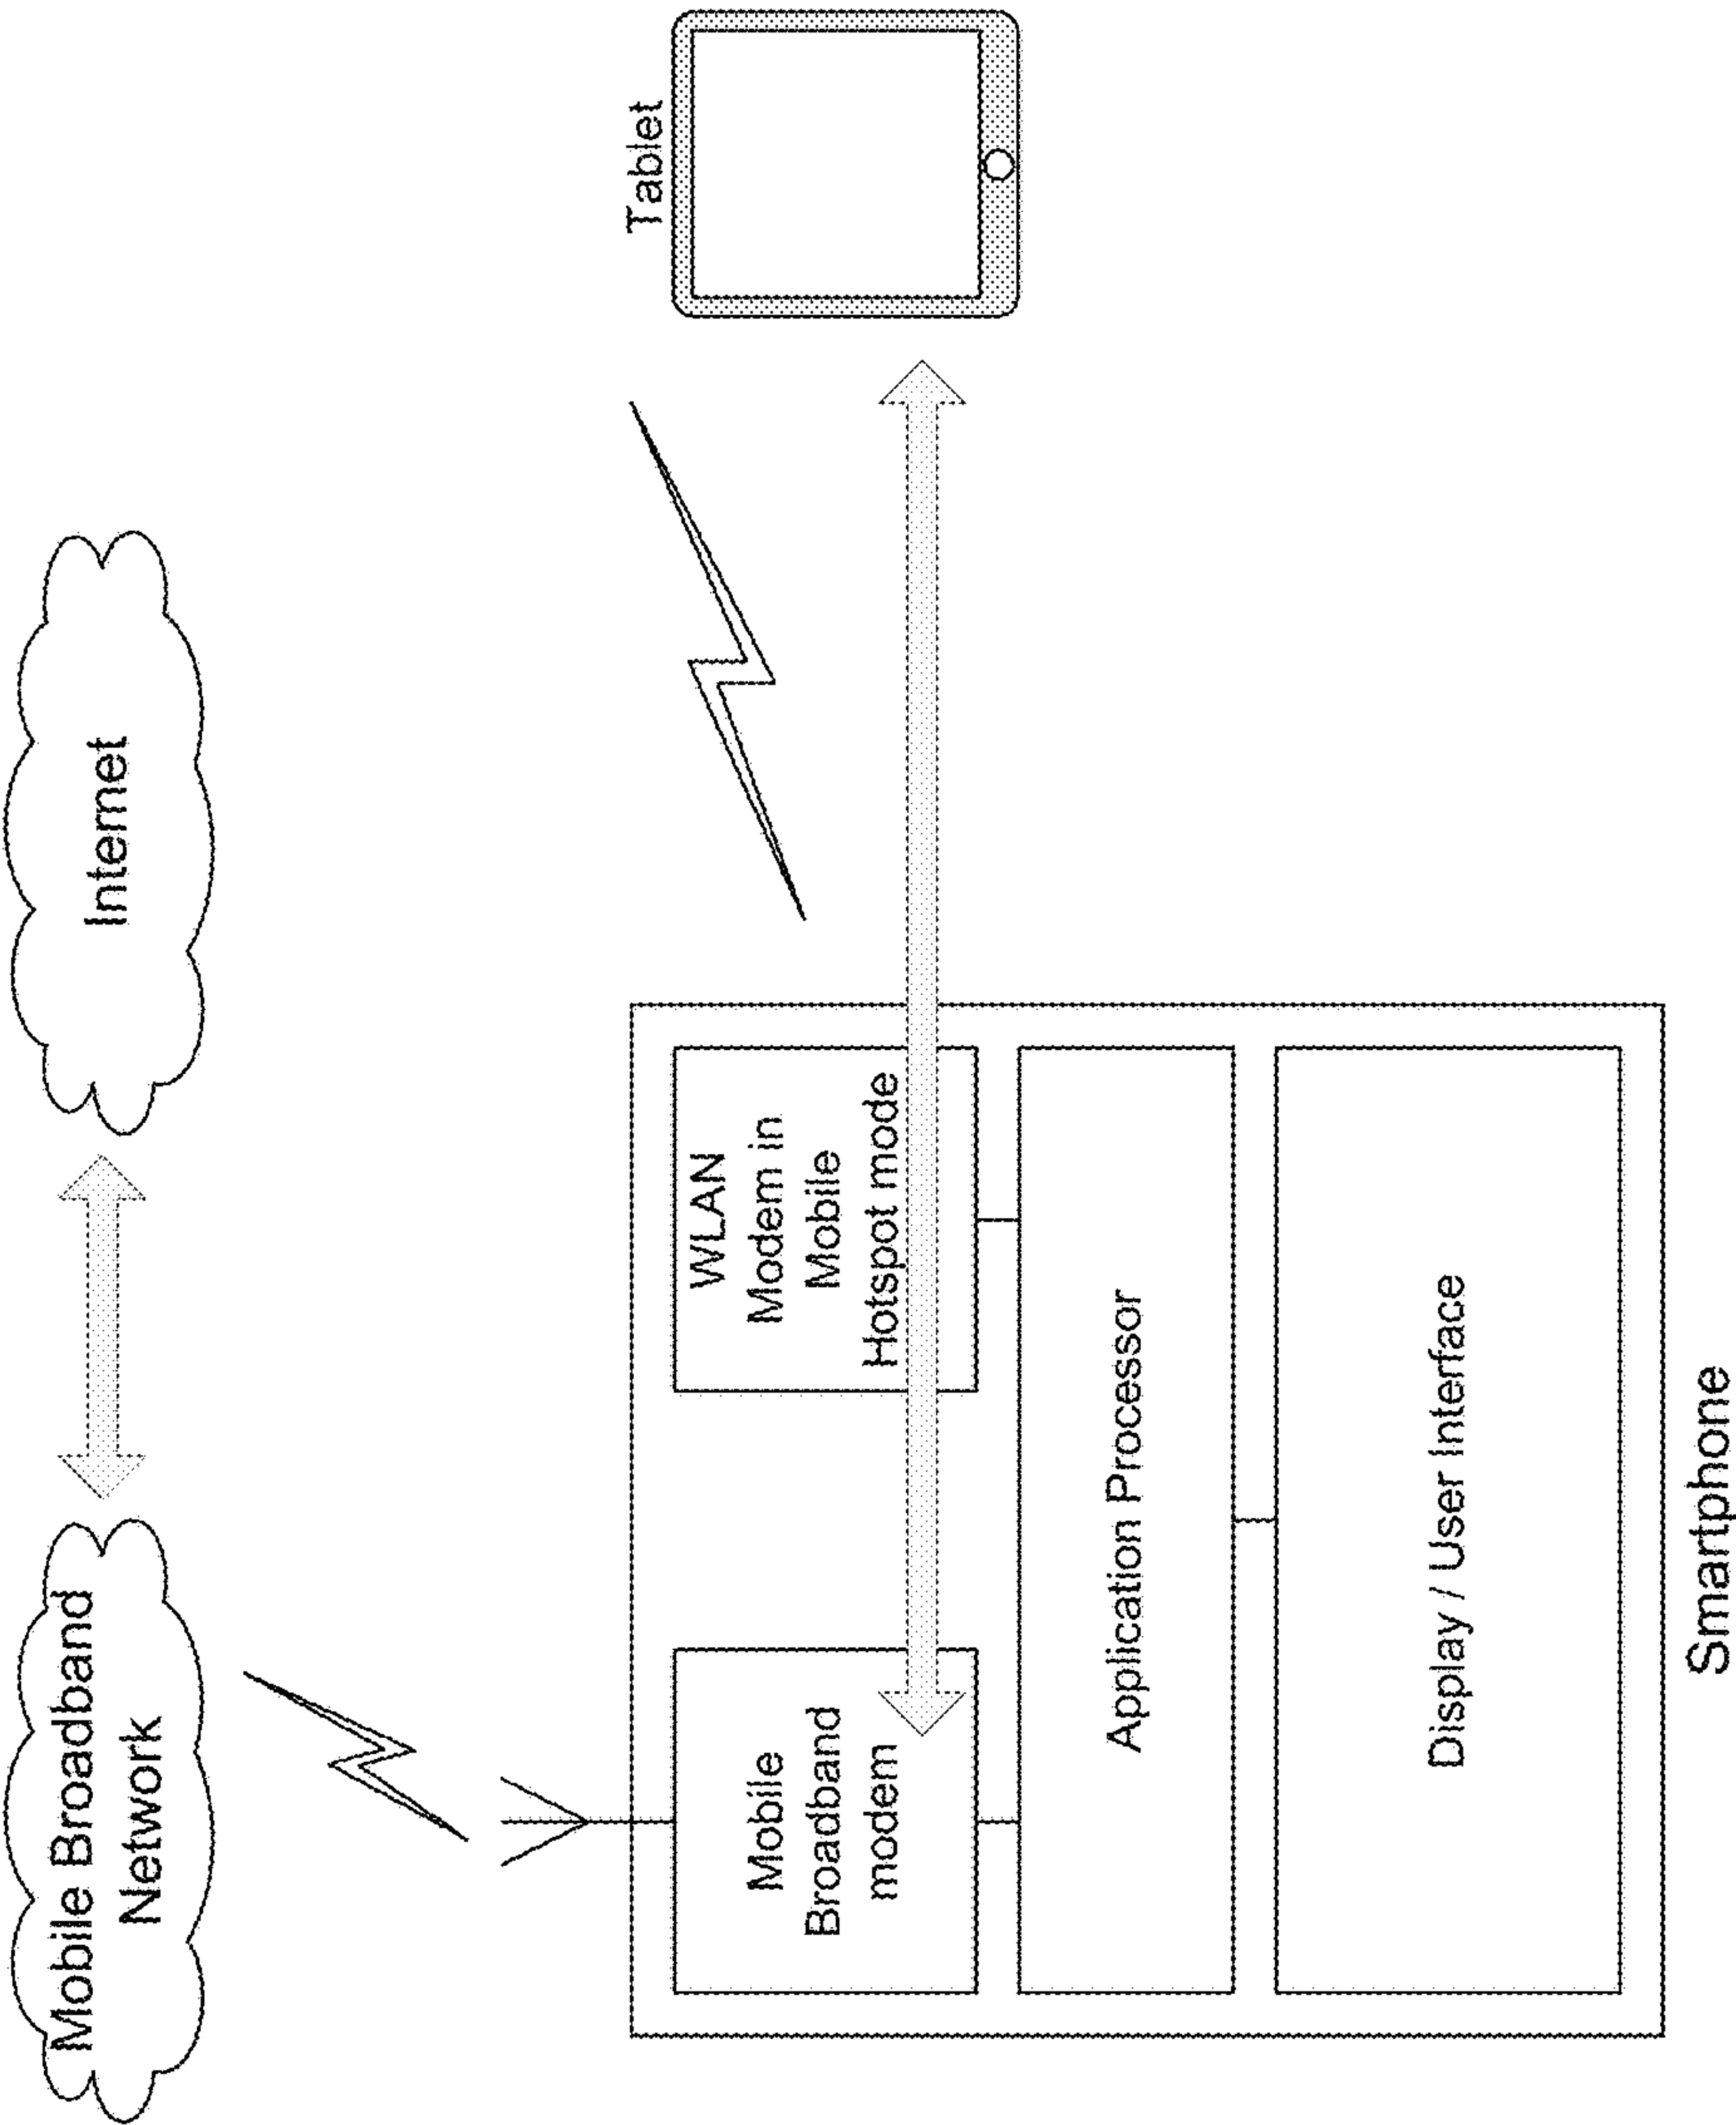 Mobile Broadband
Network
Internet
Tablet
Mobile
Broadband
modem
WLAN
Modem in
Mobile
Hotspot mode
Application Processor
Display / User Interface
Smartphone